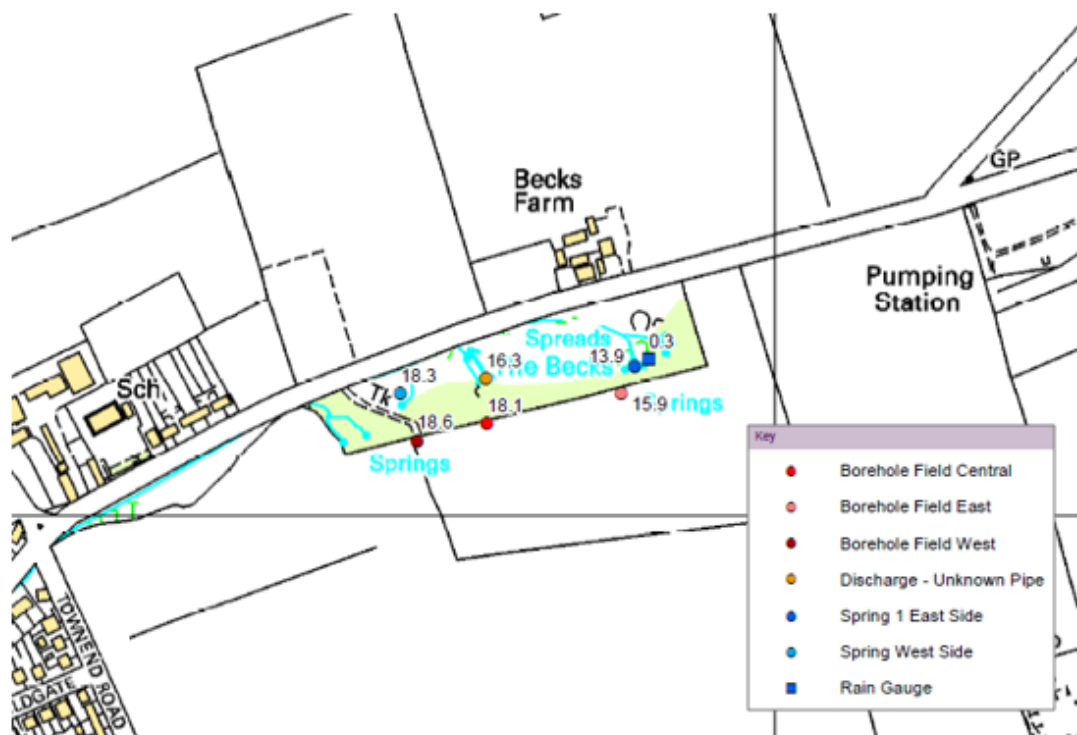 GP
Becks
Farm
Pumping
Station
Spreads
0.3
13.9
16.3
The Becks
18.3
Tk
Sch
18.6
18.1
15.9
Springs
Springs
TOWNEND ROAD
LDGATE
Key
Borehole Field Central
Borehole Field East
Borehole Field West
Discharge - Unknown Pipe
Spring 1 East Side
Spring West Side
Rain Gauge